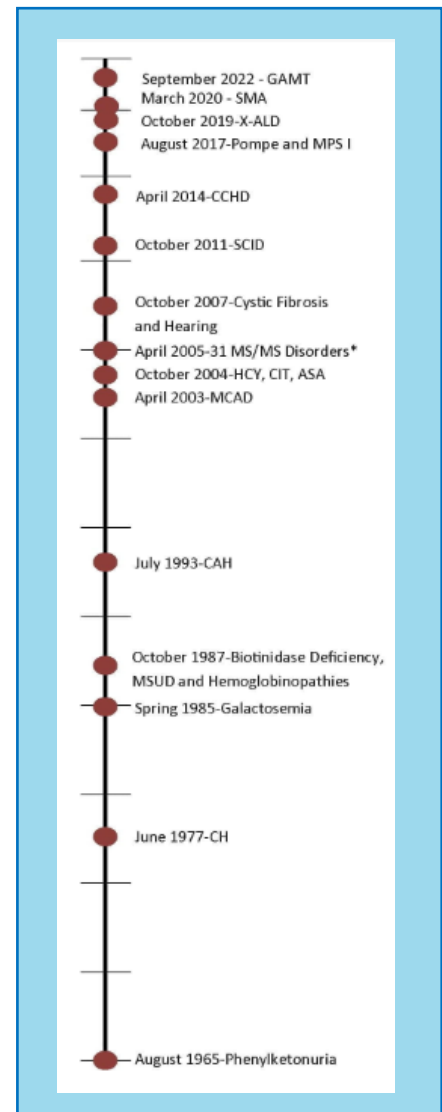 September 2022 - GAMT
March 2020 - SMA
October 2019-X-ALD
August 2017-Pompe and MPS I
April 2014-CCHD
October 2011-SCID
October 2007-Cystic Fibrosis
and Hearing
April 2005-31 MS/MS Disorders*
October 2004-HCY, CIT, ASA
April 2003-MCAD
July 1993-CAH
October 1987-Biotinidase Deficiency,
MSUD and Hemoglobinopathies
Spring 1985-Galactosemia
June 1977-CH
August 1965-Phenylketonuria